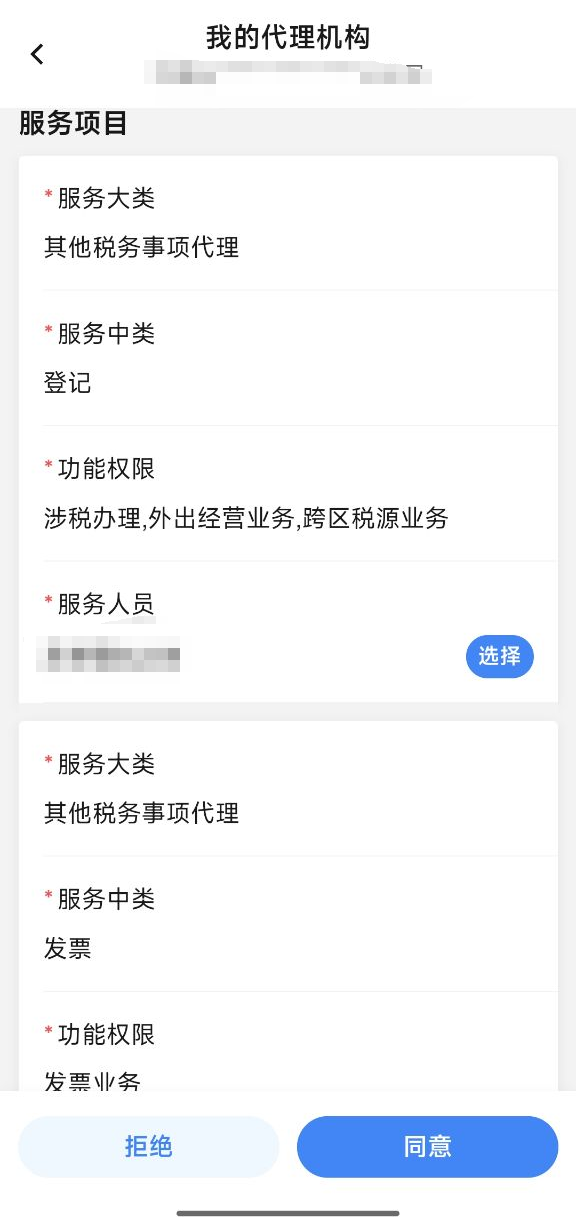 我的代理机构
服务项目
*服务大类
其他税务事项代理
*服务中类
登记
*功能权限
涉税办理,外出经营业务,跨区税源业务
*服务人员
选择
*服务大类
其他税务事项代理
*服务中类
发票
*功能权限
发票业务
拒绝
同意